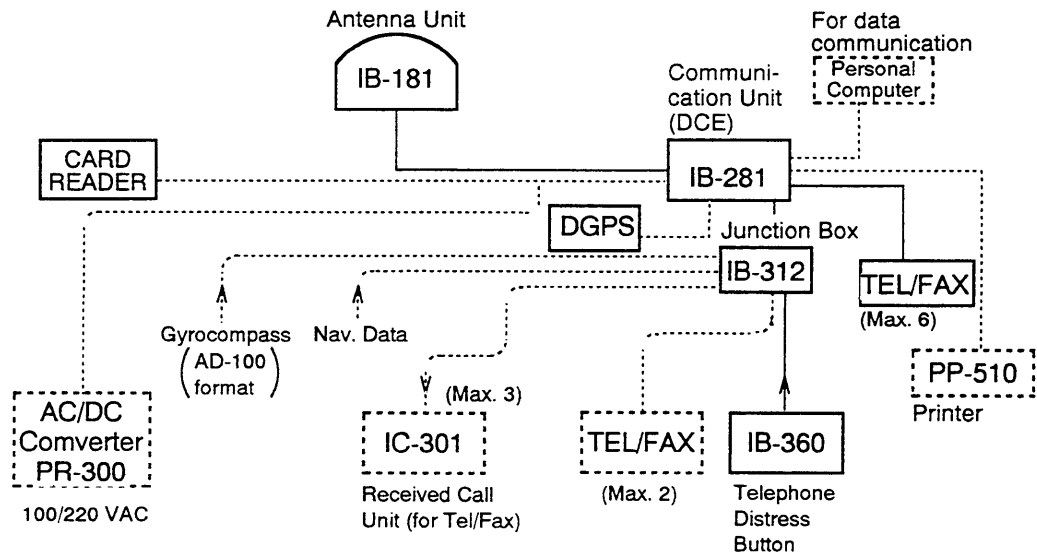 Antenna Unit
IB-181
For data
communication
Personal
Computer
Communi-
cation Unit
(DCE)
IB-281
CARD
READER
DGPS
Junction Box
IB-312
TEL/FAX
(Max. 6)
Gyrocompass
(AD-100
format)
Nav. Data
(Max. 3)
PP-510
Printer
AC/DC
Comverter
PR-300
100/220 VAC
IC-301
Received Call
Unit (for Tel/Fax)
TEL/FAX
(Max. 2)
IB-360
Telephone
Distress
Button